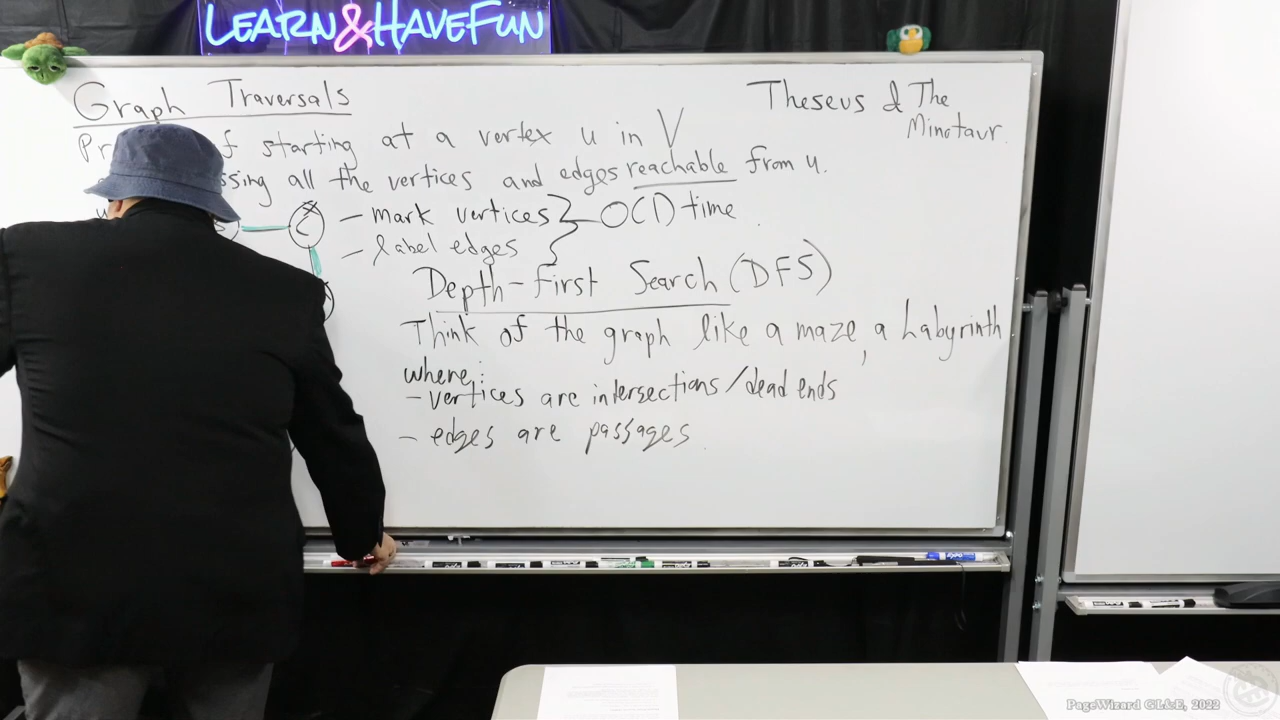 LEARN&HAVEFUN
Graph Traversals
Theseus & The
Minotaur.
Pr f starting at a vertex u in V
ssing all the vertices and edges reachable from u.
— mark vertices } O(1) time
— label edges
Depth-First Search (DFS)
Think of the graph like a maze, a Labyrinth
where:
- vertices are intersections/dead ends
- edges are passages.
PageWizard GL&E, 2022